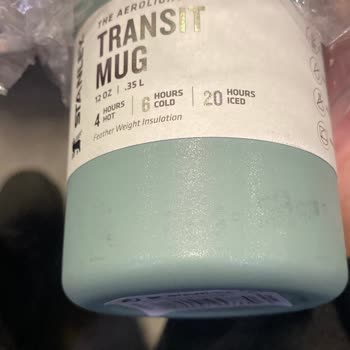 THE AEROLIGHT
TRANSIT
MUG
12 OZ | .35 L
4 HOURS HOT | 6 HOURS COLD | 20 HOURS ICED
Feather Weight Insulation
STANLEY